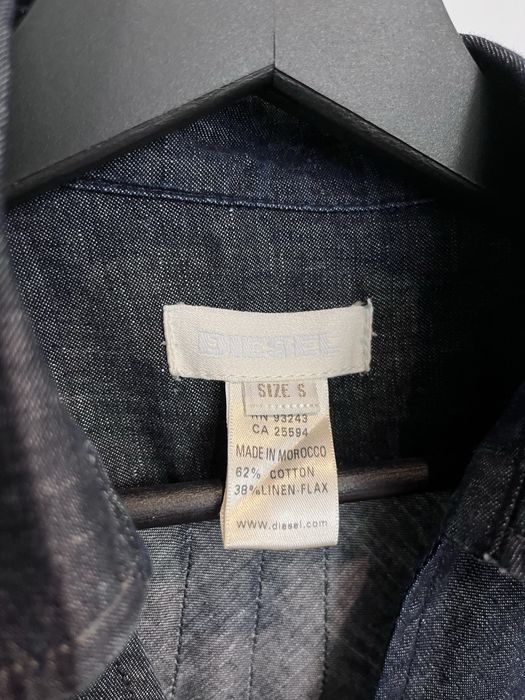 DIESEL
SIZE S
RN 93243
CA 25594
MADE IN MOROCCO
62% COTTON
38%LINEN-FLAX
www.diesel.com